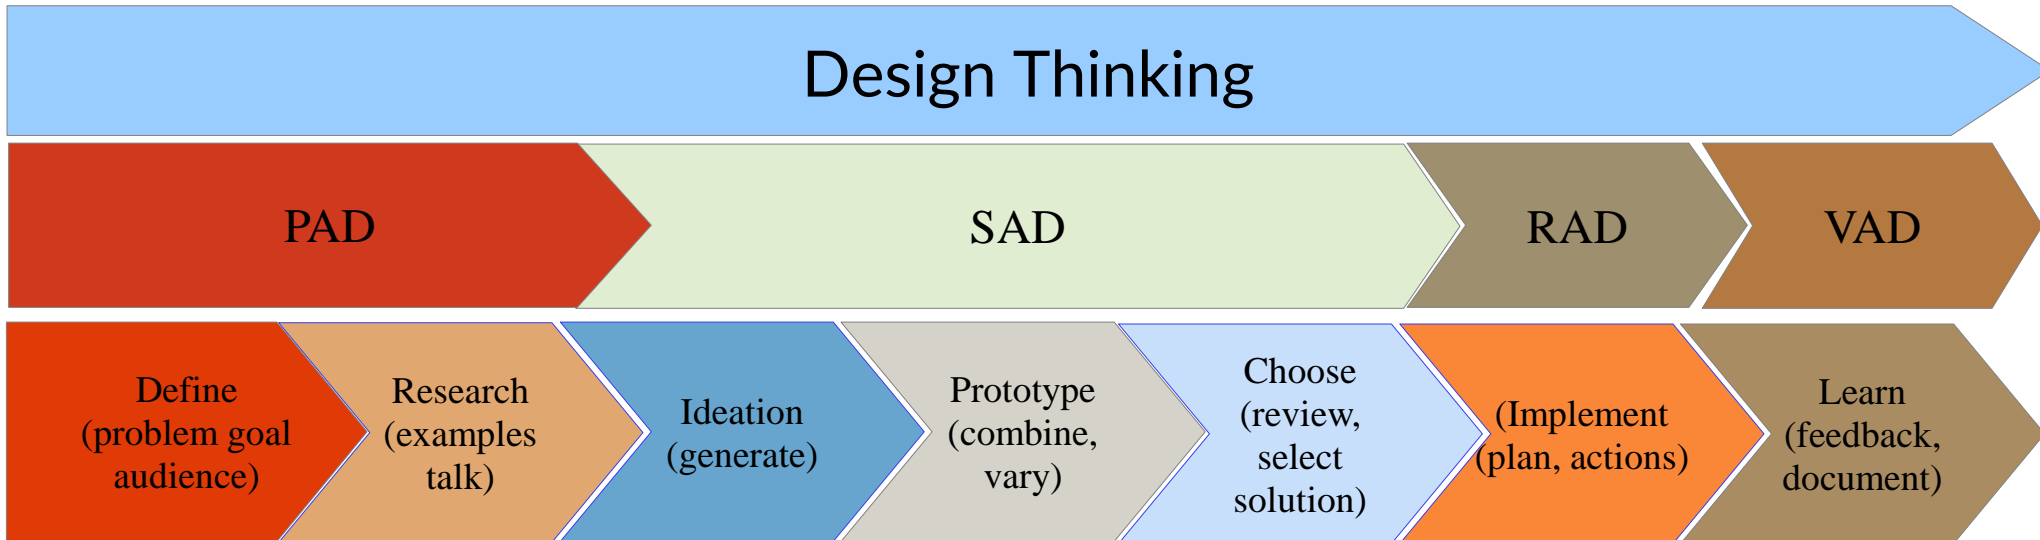 Design Thinking
PAD
SAD
RAD
VAD
Define
(problem goal
audience)
Research
(examples
talk)
Ideation
(generate)
Prototype
(combine,
vary)
Choose
(review,
select
solution)
(Implement
(plan, actions)
Learn
(feedback,
document)